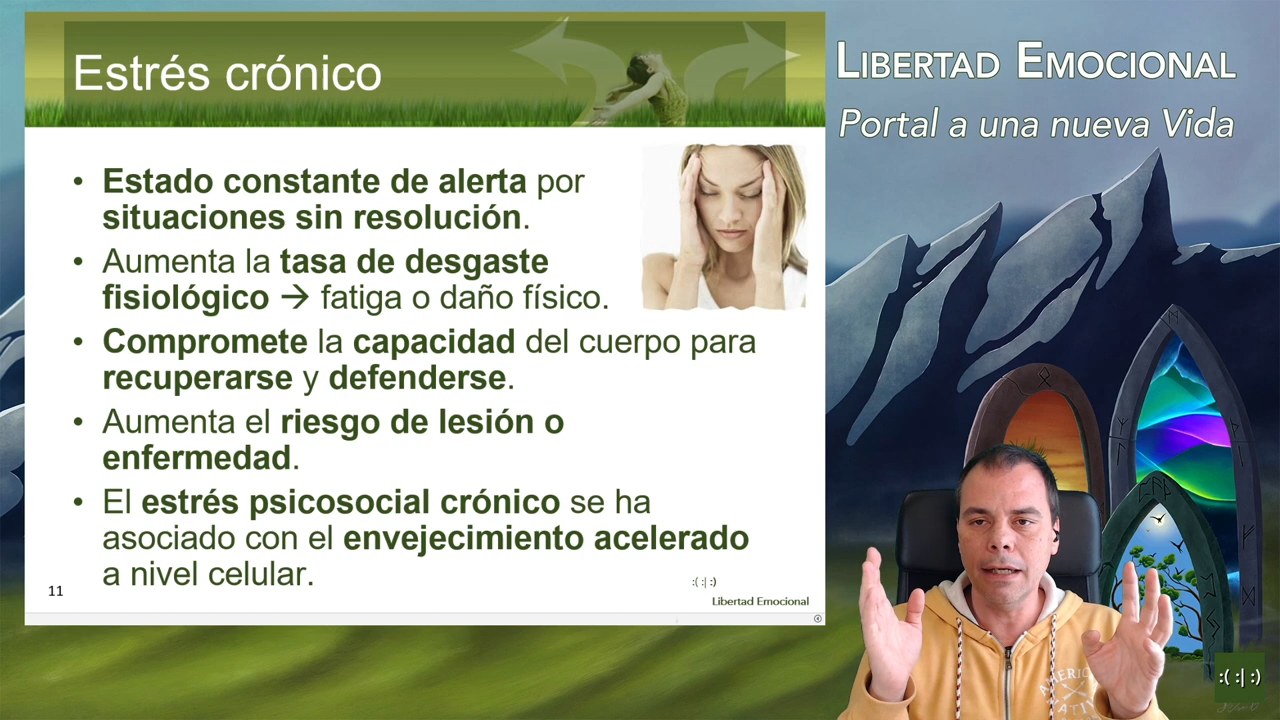 Estrés crónico
• Estado constante de alerta por
situaciones sin resolución.
• Aumenta la tasa de desgaste
fisiológico → fatiga o daño físico.
• Compromete la capacidad del cuerpo para
recuperarse y defenderse.
• Aumenta el riesgo de lesión o
enfermedad.
• El estrés psicosocial crónico se ha
asociado con el envejecimiento acelerado
a nivel celular.
11
:( :| :)
Libertad Emocional
LIBERTAD EMOCIONAL
Portal a una nueva Vida
:( :| :)